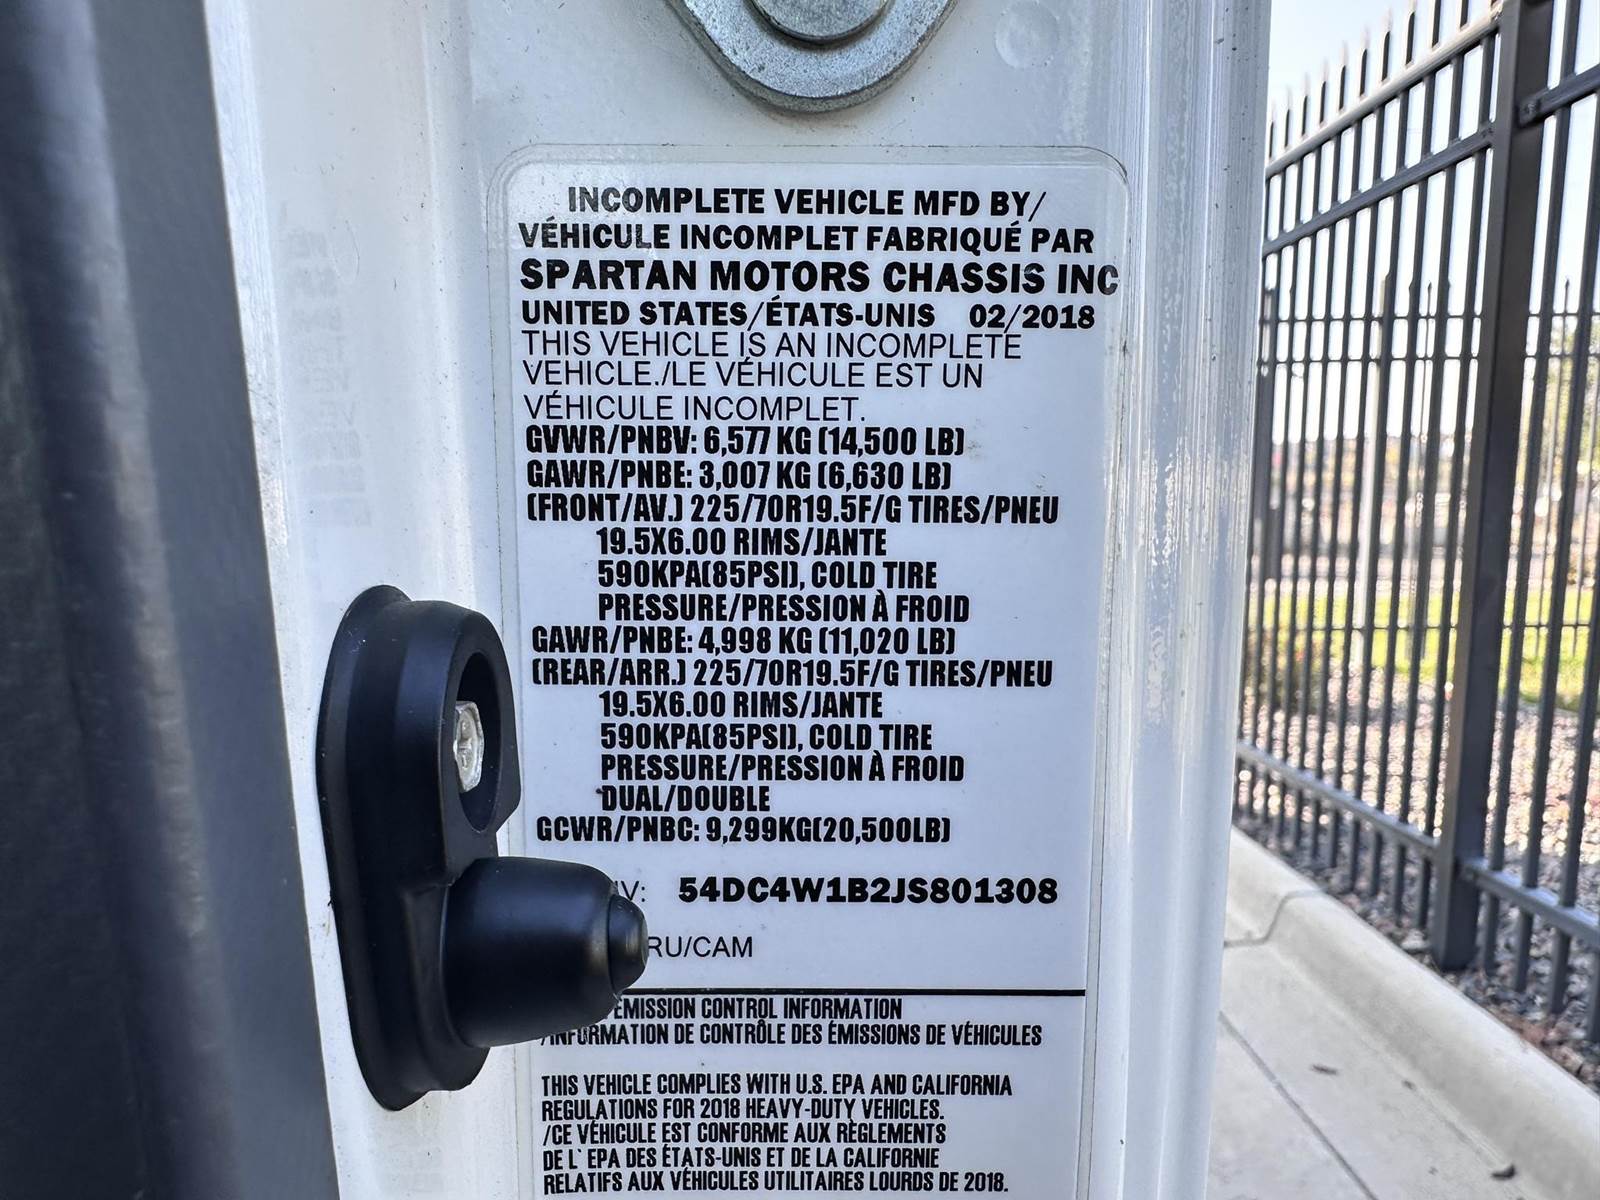 INCOMPLETE VEHICLE MFD BY/
VÉHICULE INCOMPLET FABRIQUÉ PAR
SPARTAN MOTORS CHASSIS INC
UNITED STATES/ÉTATS-UNIS 02/2018
THIS VEHICLE IS AN INCOMPLETE
VEHICLE./LE VÉHICULE EST UN
VÉHICULE INCOMPLET.
GVWR/PNBV: 6,577 KG (14,500 LB)
GAWR/PNBE: 3,007 KG (6,630 LB)
(FRONT/AV.) 225/70R19.5F/G TIRES/PNEU
19.5X6.00 RIMS/JANTE
590KPA(85PSI), COLD TIRE
PRESSURE/PRESSION À FROID
GAWR/PNBE: 4,998 KG (11,020 LB)
(REAR/ARR.) 225/70R19.5F/G TIRES/PNEU
19.5X6.00 RIMS/JANTE
590KPA(85PSI), COLD TIRE
PRESSURE/PRESSION À FROID
DUAL/DOUBLE
GCWR/PNBC: 9,299KG(20,500LB)
54DC4W1B2JS801308
RU/CAM
EMISSION CONTROL INFORMATION
/INFORMATION DE CONTRÔLE DES ÉMISSIONS DE VÉHICULES
THIS VEHICLE COMPLIES WITH U.S. EPA AND CALIFORNIA
REGULATIONS FOR 2018 HEAVY-DUTY VEHICLES.
/CE VÉHICULE EST CONFORME AUX RÈGLEMENTS
DE L' EPA DES ÉTATS-UNIS ET DE LA CALIFORNIE
RELATIFS AUX VÉHICULES UTILITAIRES LOURDS DE 2018.